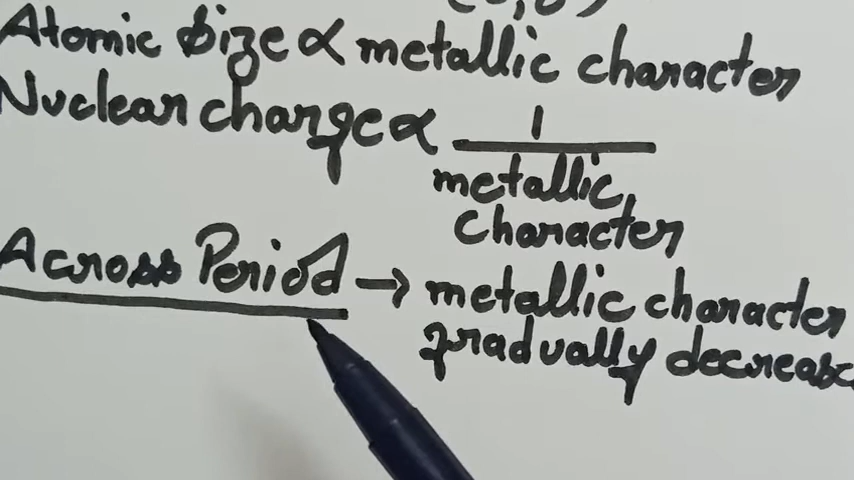 Atomic size ∝ metallic character
Nuclear charge ∝ 1
metallic
character
Across Period → metallic character
gradually decrease